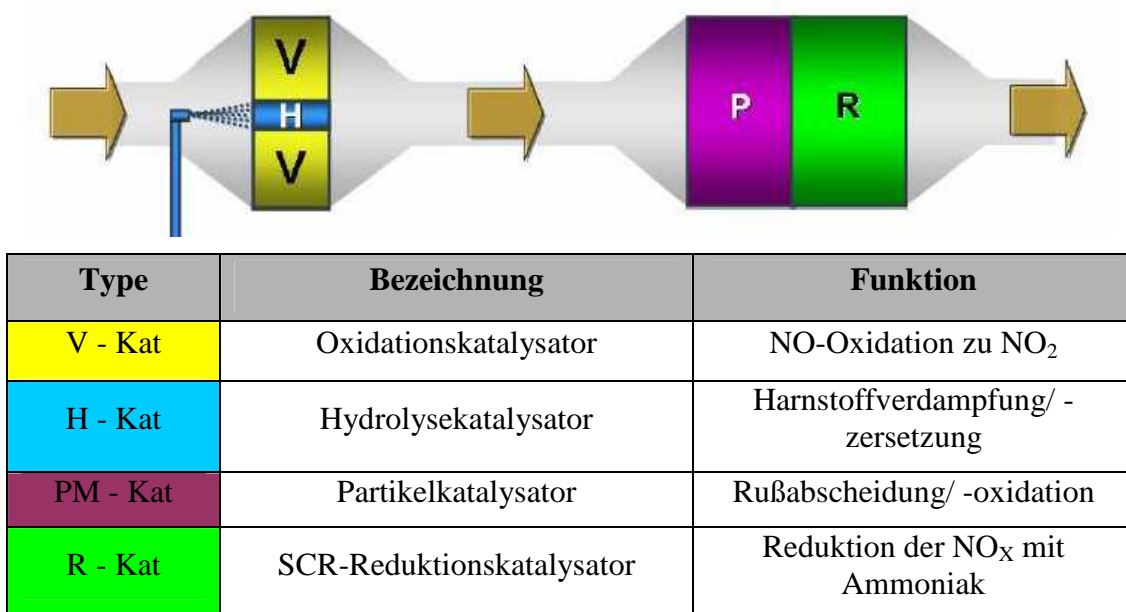 V
H
V
P
R
Type
Bezeichnung
Funktion
V - Kat
Oxidationskatalysator
NO-Oxidation zu NO₂
H - Kat
Hydrolysekatalysator
Harnstoffverdampfung/ -
zersetzung
PM - Kat
Partikelkatalysator
Rußabscheidung/ -oxidation
R - Kat
SCR-Reduktionskatalysator
Reduktion der NOX mit
Ammoniak